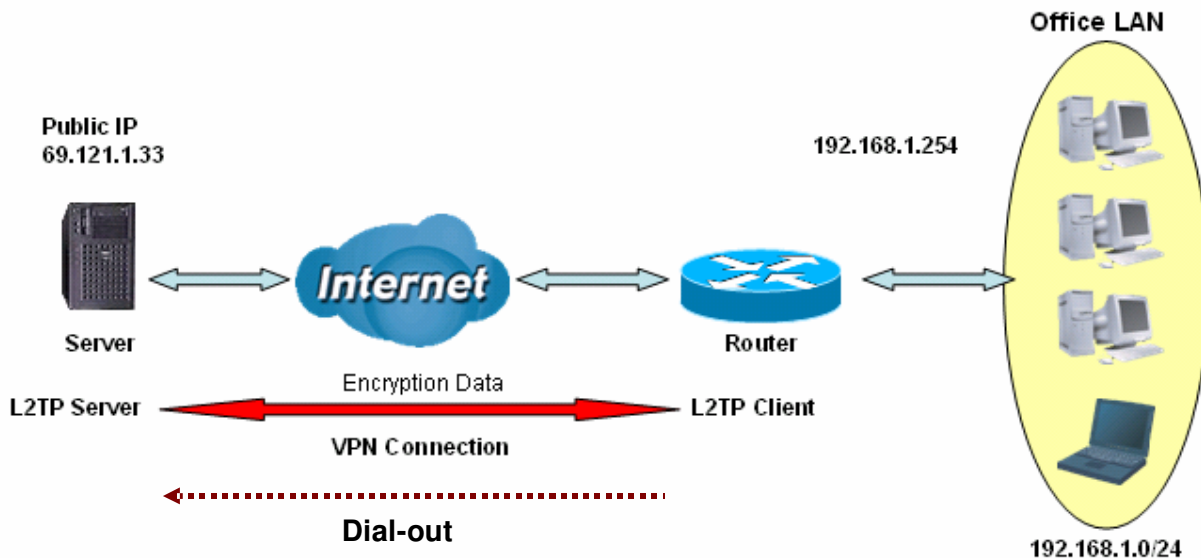 Office LAN
Public IP
69.121.1.33
192.168.1.254
Internet
Server
Router
Encryption Data
L2TP Server
L2TP Client
VPN Connection
Dial-out
192.168.1.0/24